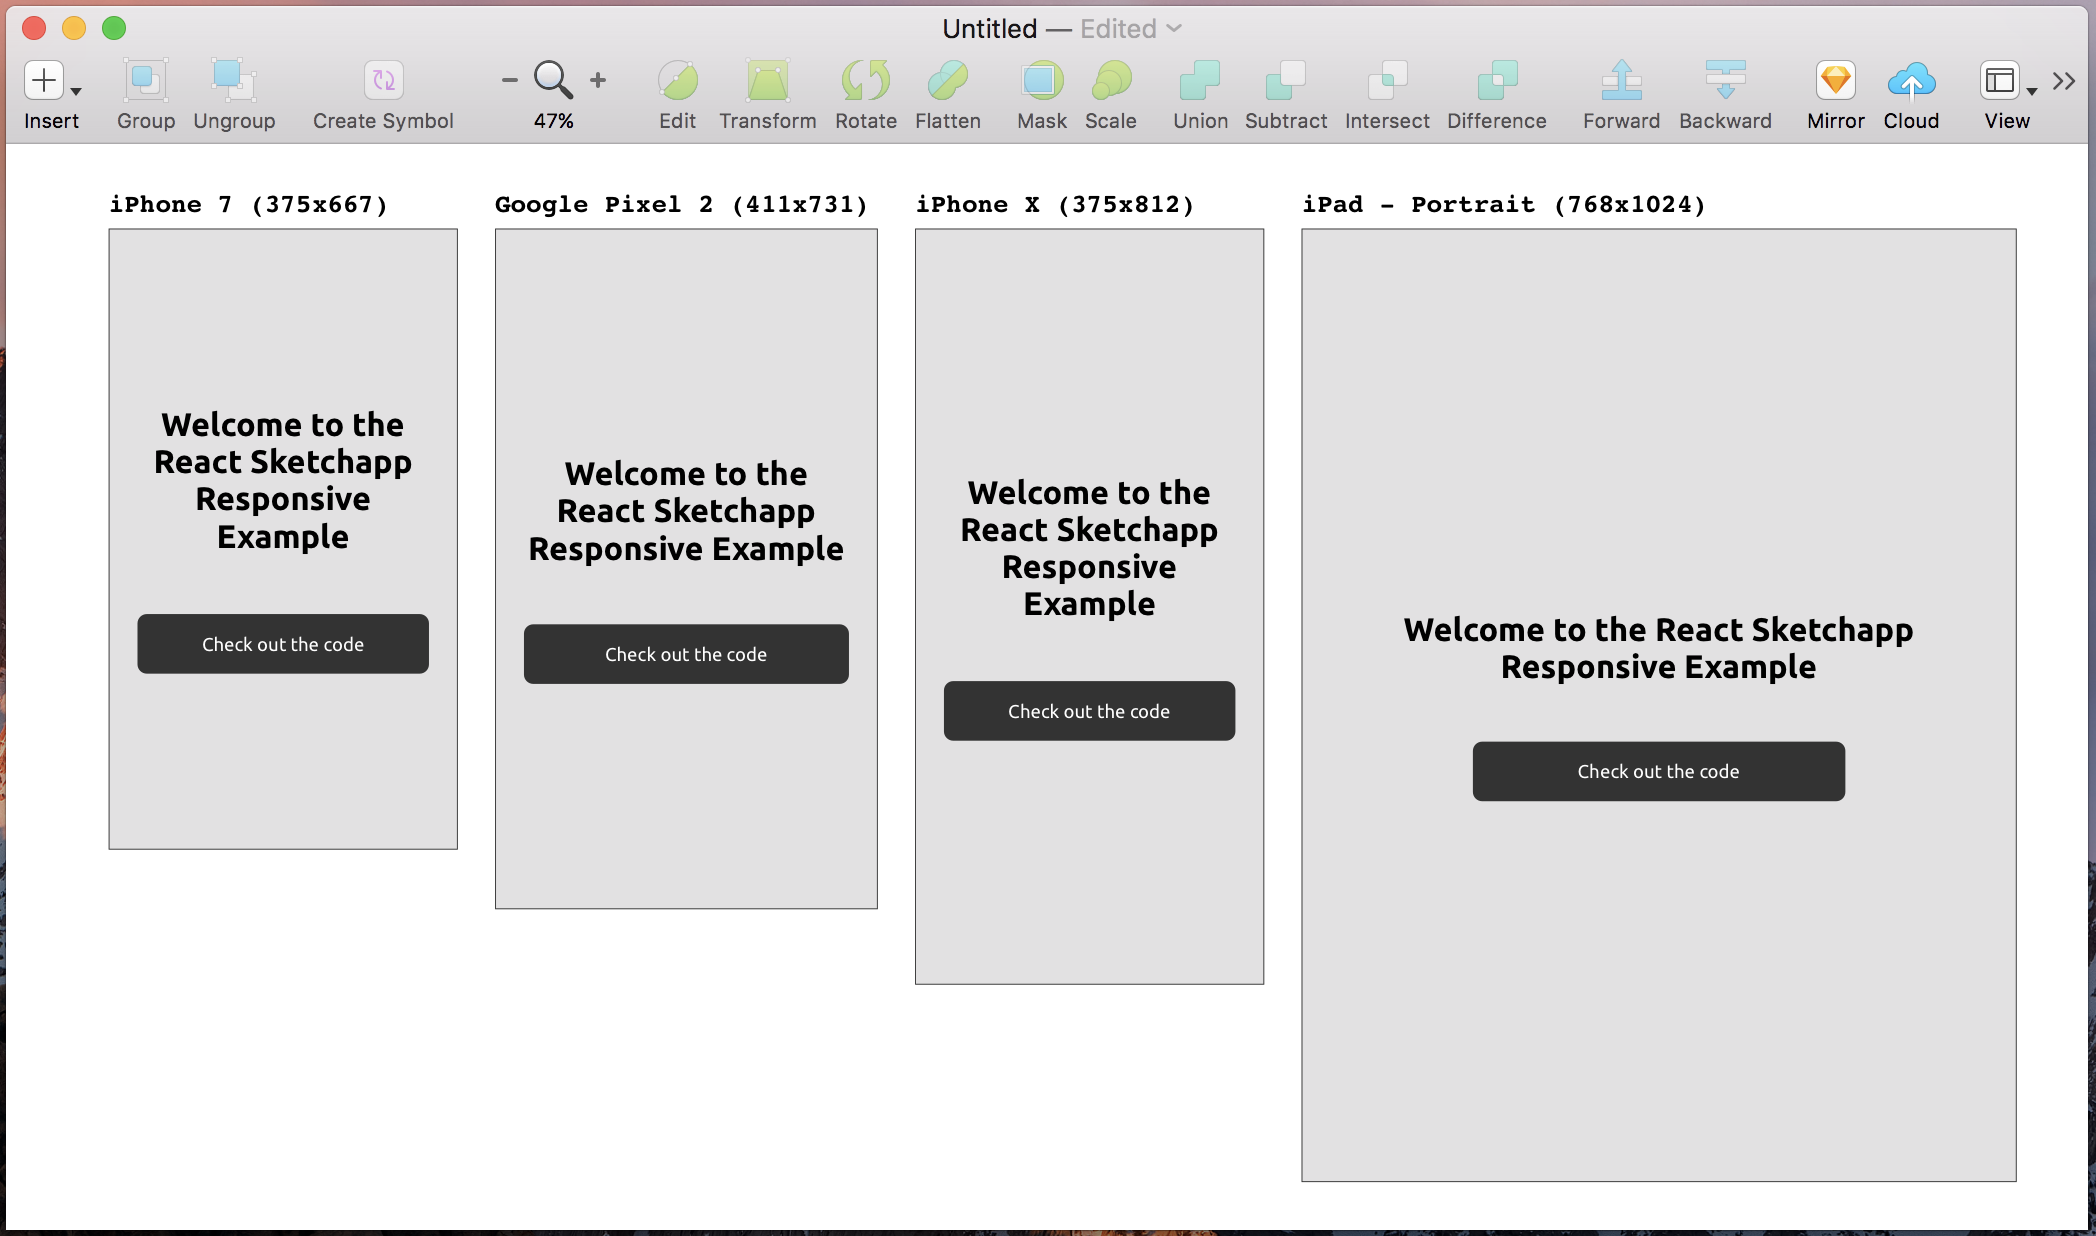 Untitled — Edited
Insert Group Ungroup Create Symbol 47% Edit Transform Rotate Flatten Mask Scale Union Subtract Intersect Difference Forward Backward Mirror Cloud View
iPhone 7 (375x667)
Welcome to the
React Sketchapp
Responsive
Example
Check out the code
Google Pixel 2 (411x731)
Welcome to the
React Sketchapp
Responsive Example
Check out the code
iPhone X (375x812)
Welcome to the
React Sketchapp
Responsive
Example
Check out the code
iPad - Portrait (768x1024)
Welcome to the React Sketchapp
Responsive Example
Check out the code